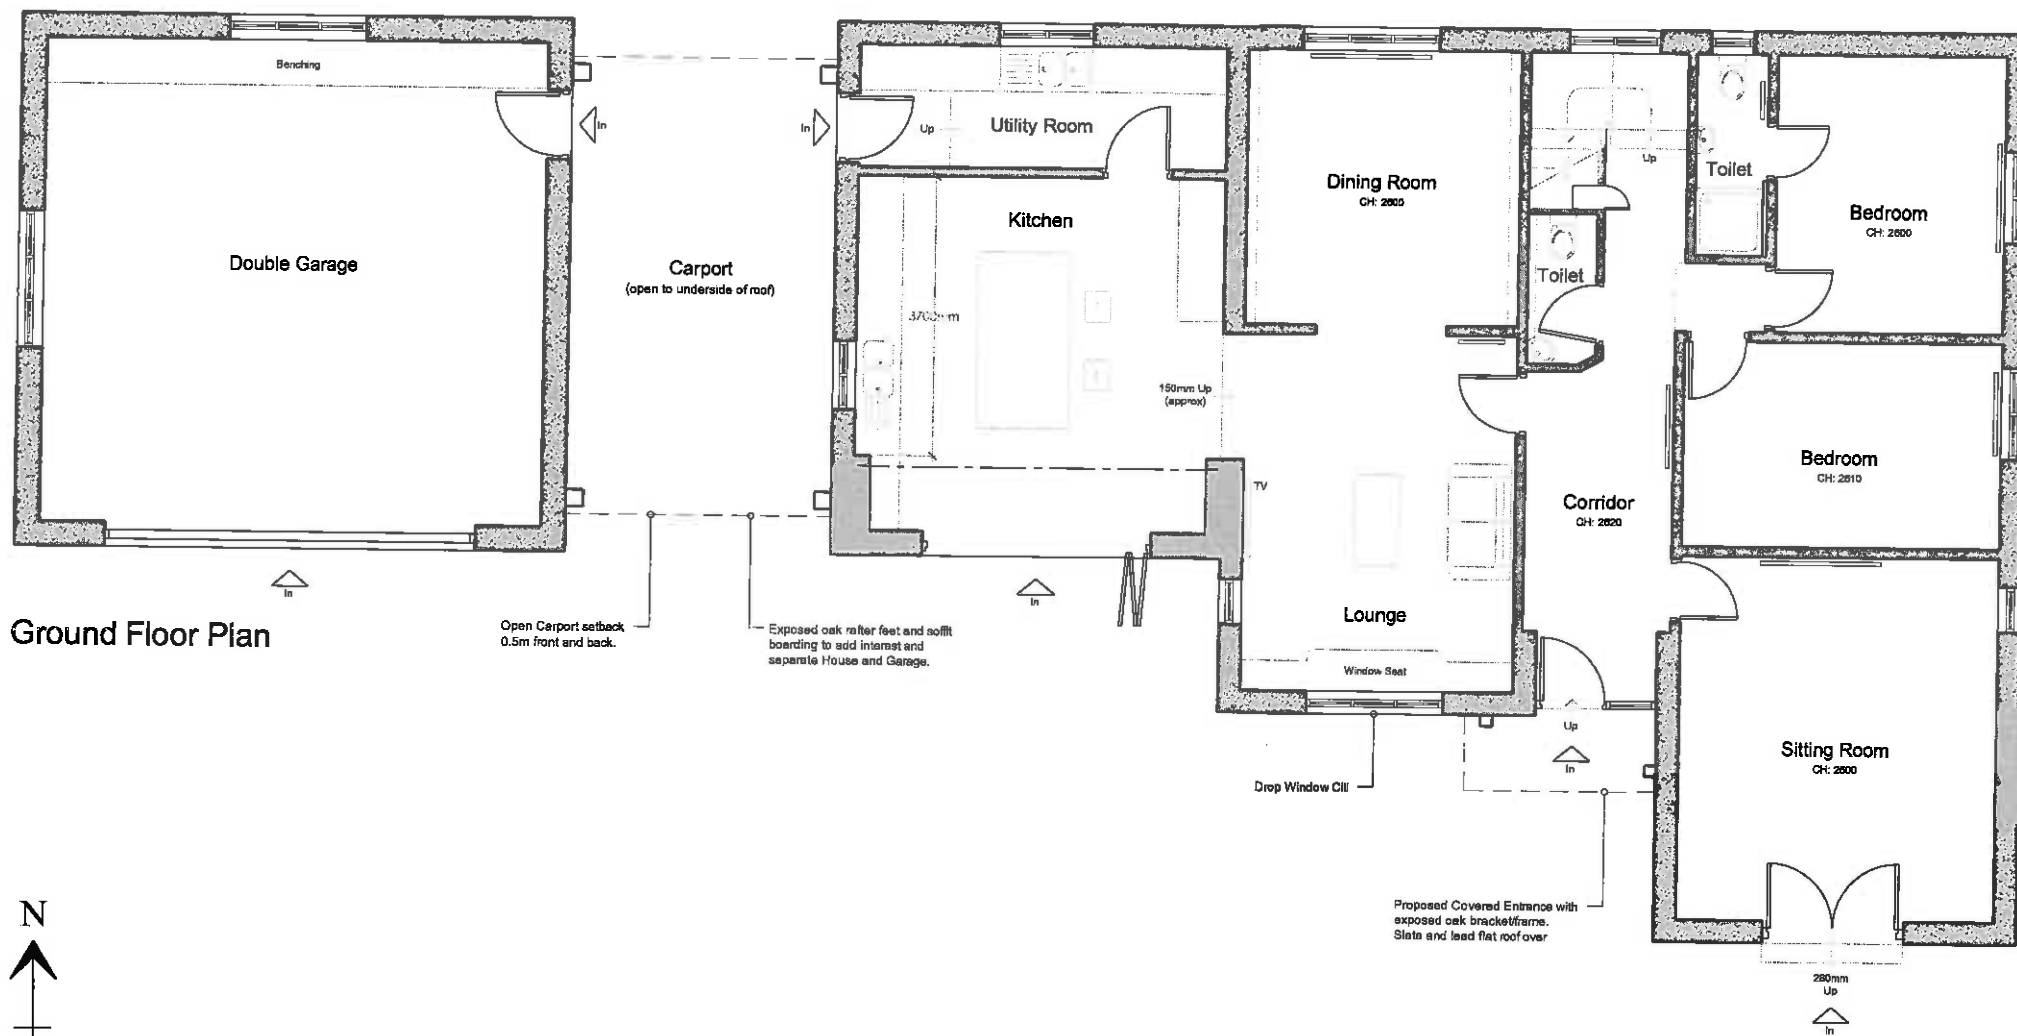 Benching
In
In
Up
Utility Room
Dining Room
CH: 2600
Up
Toilet
Bedroom
CH: 2600
Kitchen
Double Garage
Carport
(open to underside of roof)
Toilet
3700mm
150mm Up
(approx)
Bedroom
CH: 2610
TV
Corridor
CH: 2620
In
In
Lounge
Ground Floor Plan
Open Carport setback
0.5m front and back.
Exposed oak rafter feet and soffit
boarding to add interest and
separate House and Garage.
Window Seat
Up
In
Sitting Room
CH: 2600
Drop Window Cill
Proposed Covered Entrance with
exposed oak bracket/frame.
Slate and lead flat roof over
N
280mm
Up
In